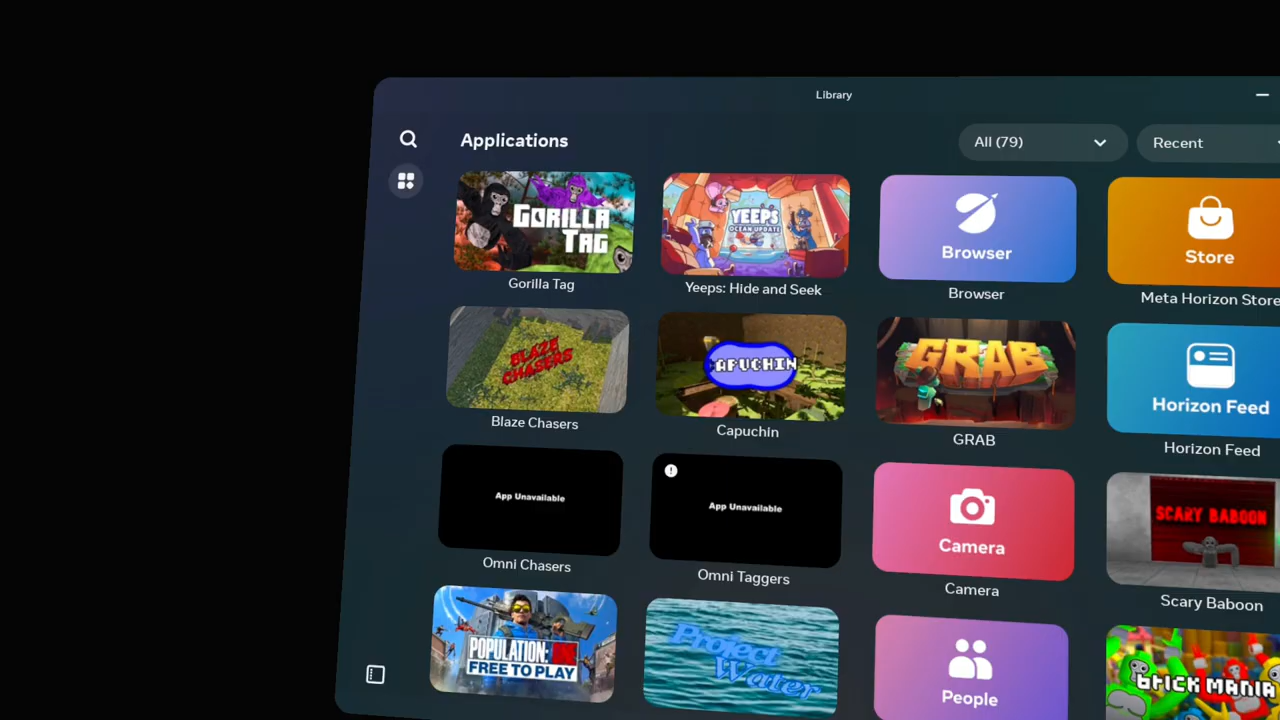 Library
Applications
All (79)
Recent
GORILLA
TAG
Gorilla Tag
YEEPS
OCEAN UPDATE
Yeeps: Hide and Seek
Browser
Browser
Store
Meta Horizon Store
BLAZE
CHASERS
Blaze Chasers
CAPUCHIN
Capuchin
GRAB
GRAB
Horizon Feed
Horizon Feed
App Unavailable
Omni Chasers
App Unavailable
Omni Taggers
Camera
Camera
SCARY BABOON
Scary Baboon
POPULATION:
FREE TO PLAY
Project
Water
People
BRICK MANIA